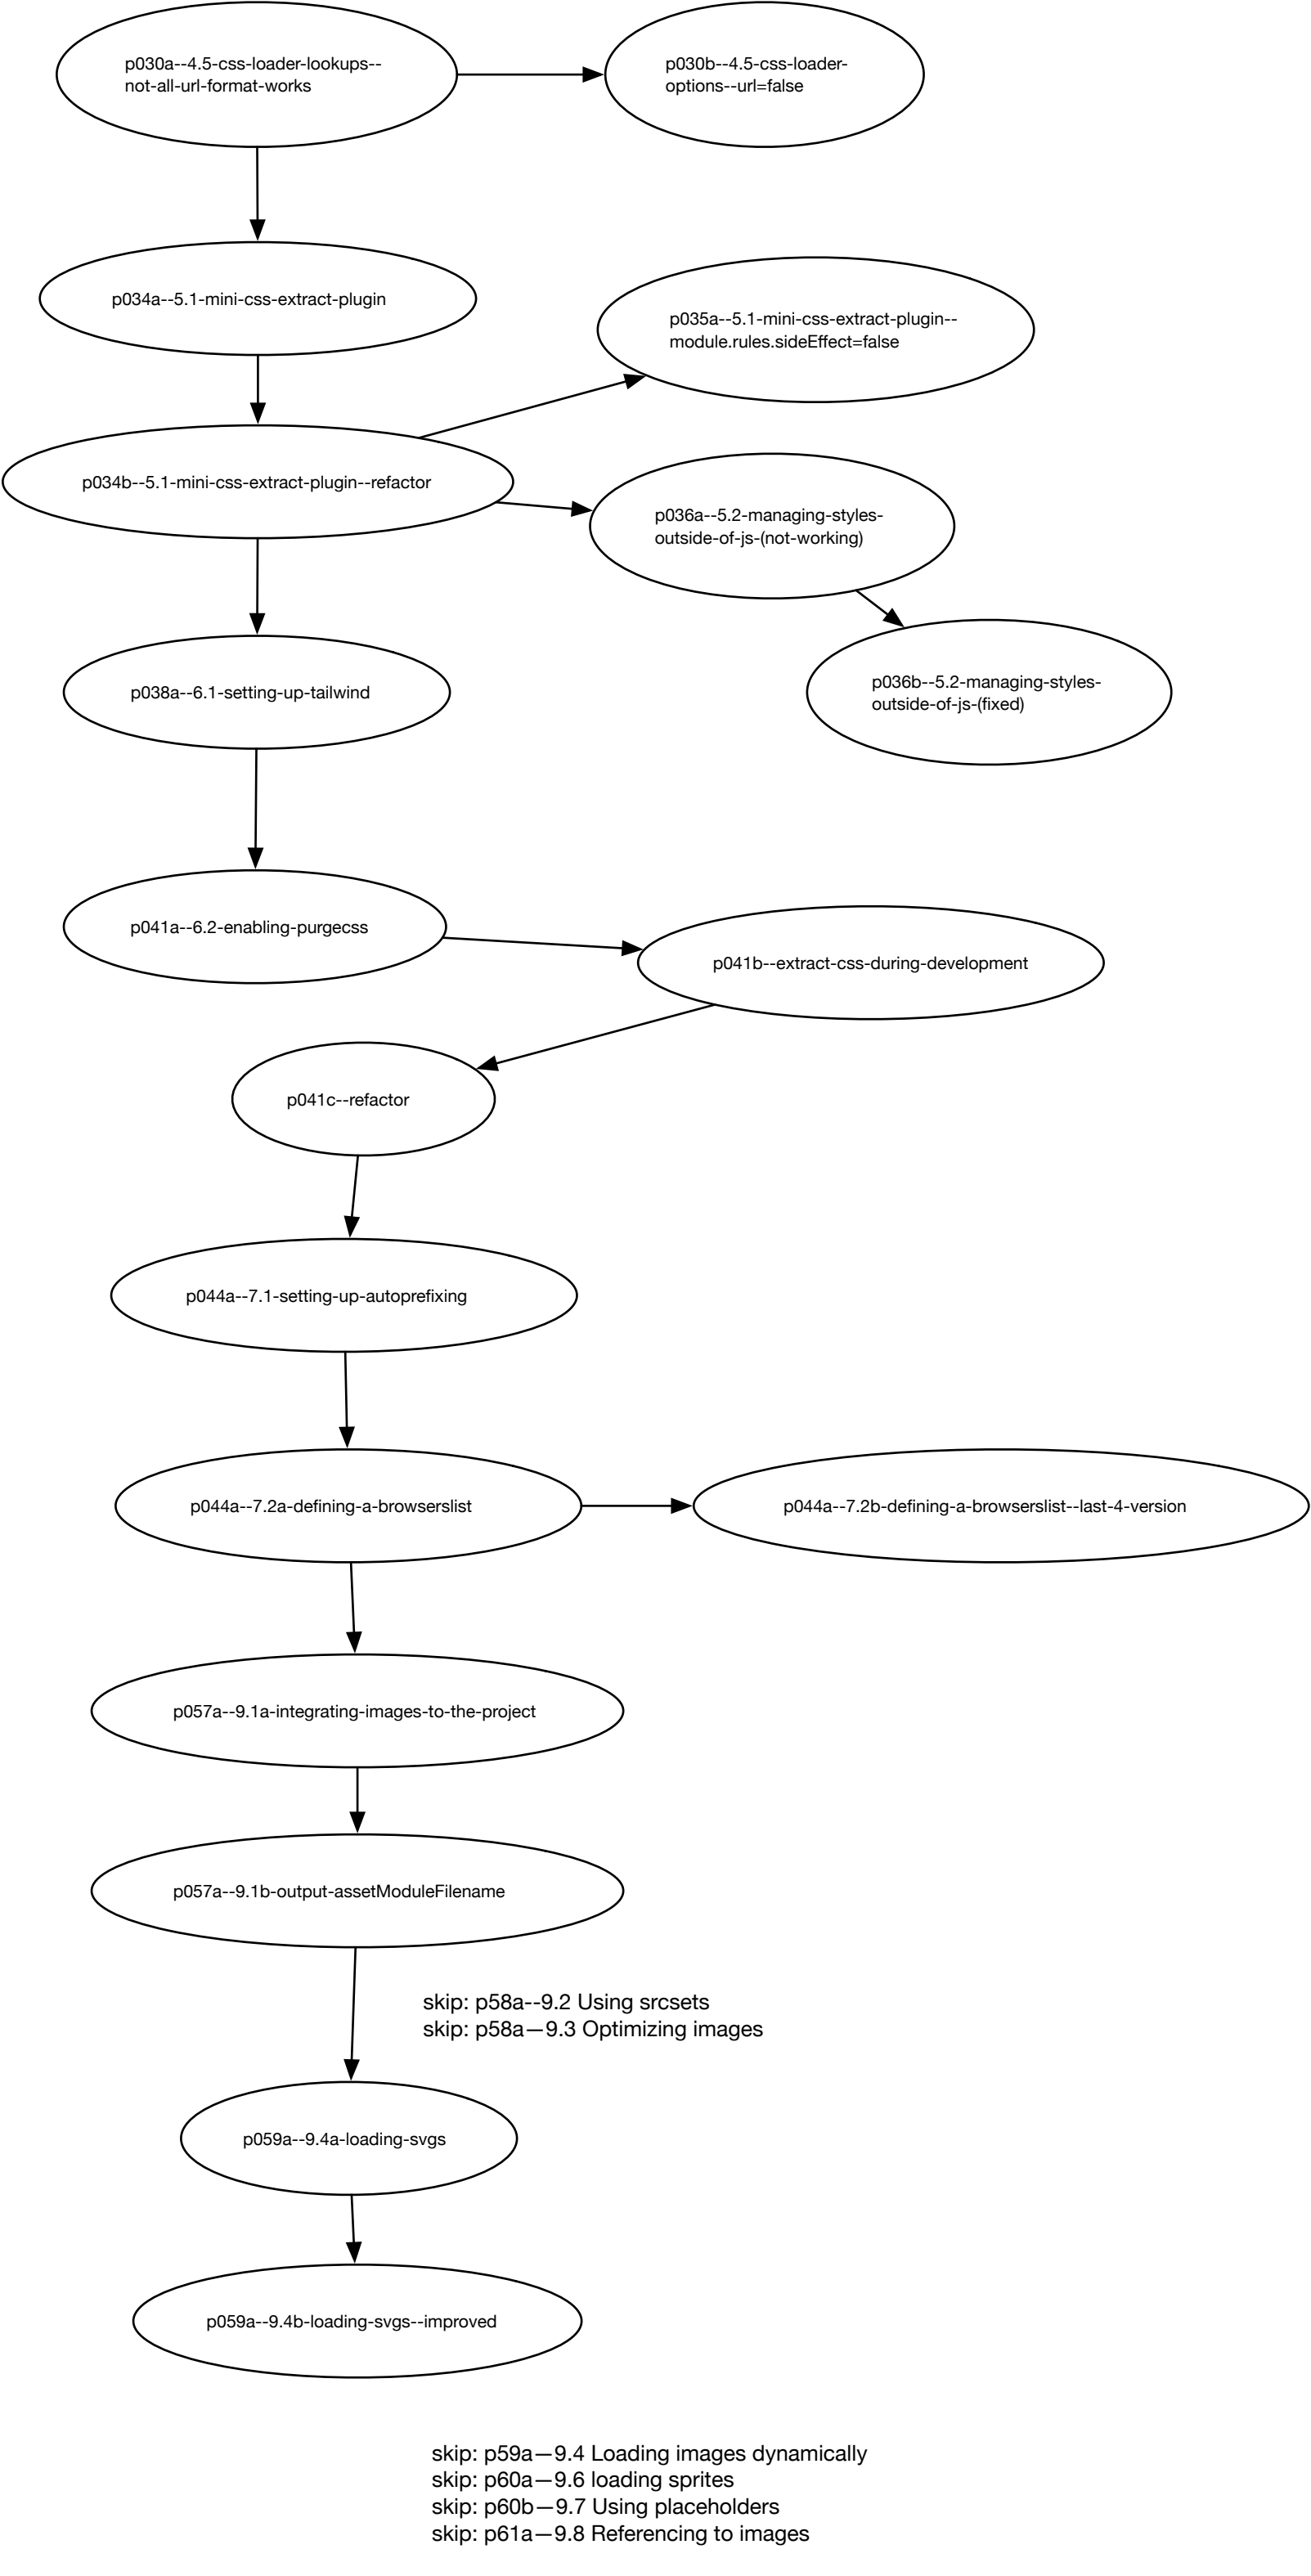 p030a--4.5-css-loader-lookups--
not-all-url-format-works
p030b--4.5-css-loader-
options--url=false
p034a--5.1-mini-css-extract-plugin
p035a--5.1-mini-css-extract-plugin--
module.rules.sideEffect=false
p034b--5.1-mini-css-extract-plugin--refactor
p036a--5.2-managing-styles-
outside-of-js-(not-working)
p036b--5.2-managing-styles-
outside-of-js-(fixed)
p038a--6.1-setting-up-tailwind
p041a--6.2-enabling-purgecss
p041b--extract-css-during-development
p041c--refactor
p044a--7.1-setting-up-autoprefixing
p044a--7.2a-defining-a-browserslist
p044a--7.2b-defining-a-browserslist--last-4-version
p057a--9.1a-integrating-images-to-the-project
p057a--9.1b-output-assetModuleFilename
skip: p58a--9.2 Using srcsets
skip: p58a—9.3 Optimizing images
p059a--9.4a-loading-svgs
p059a--9.4b-loading-svgs--improved
skip: p59a—9.4 Loading images dynamically
skip: p60a—9.6 loading sprites
skip: p60b—9.7 Using placeholders
skip: p61a—9.8 Referencing to images